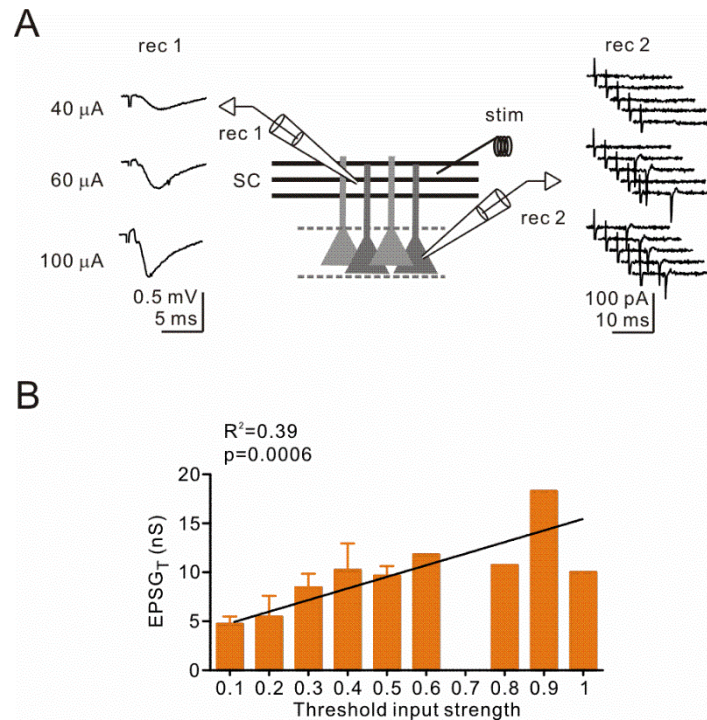 A
rec 1
rec 2
40 μA
60 μA
100 μA
0.5 mV
5 ms
rec 1
SC
stim
rec 2
100 pA
10 ms
B
R²=0.39
p=0.0006
EPSG_T (nS)
20
15
10
5
0
0.1 0.2 0.3 0.4 0.5 0.6 0.7 0.8 0.9 1
Threshold input strength